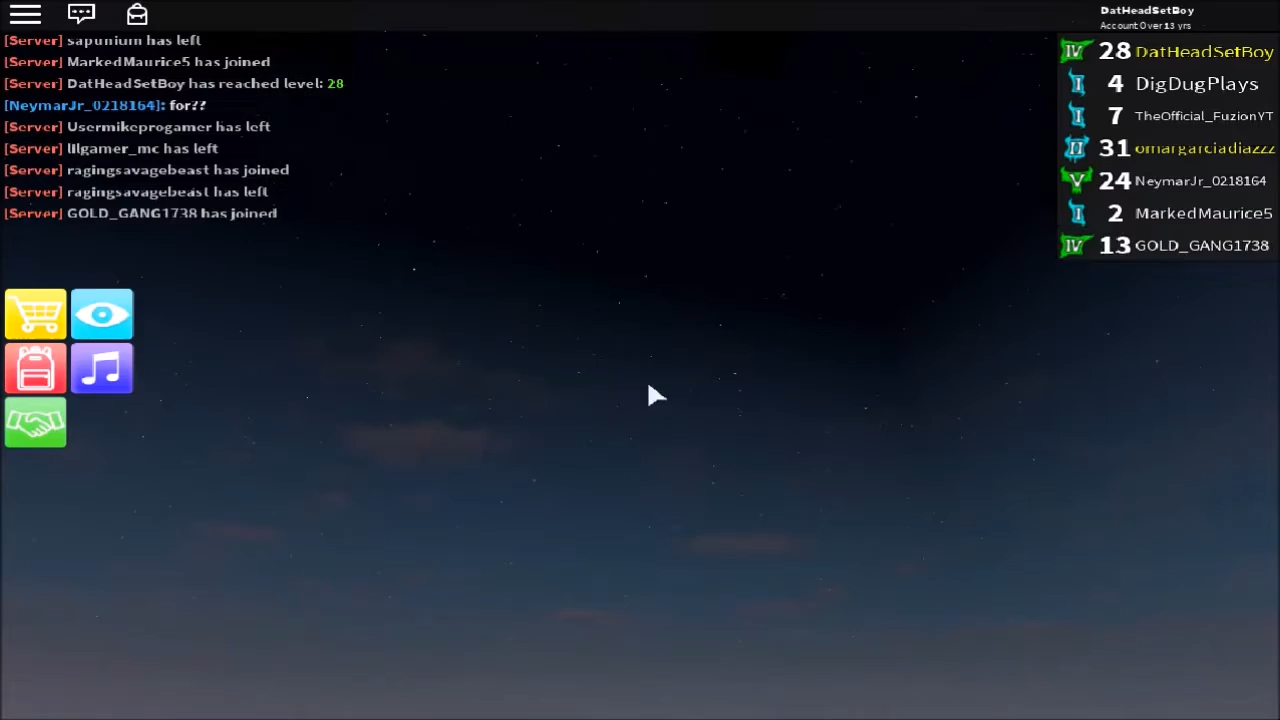 DatHeadSetBoy
Account Over 13 yrs
[Server] sapunium has left
[Server] MarkedMaurice5 has joined
[Server] DatHeadSetBoy has reached level: 28
[NeymarJr_0218164]: for??
[Server] Usermikeprogamer has left
[Server] lilgamer_mc has left
[Server] ragingsavagebeast has joined
[Server] ragingsavagebeast has left
[Server] GOLD_GANG1738 has joined
IV 28 DatHeadSetBoy
I 4 DigDugPlays
I 7 TheOfficial_FuzionYT
II 31 omargarciadiazzz
V 24 NeymarJr_0218164
I 2 MarkedMaurice5
IV 13 GOLD_GANG1738